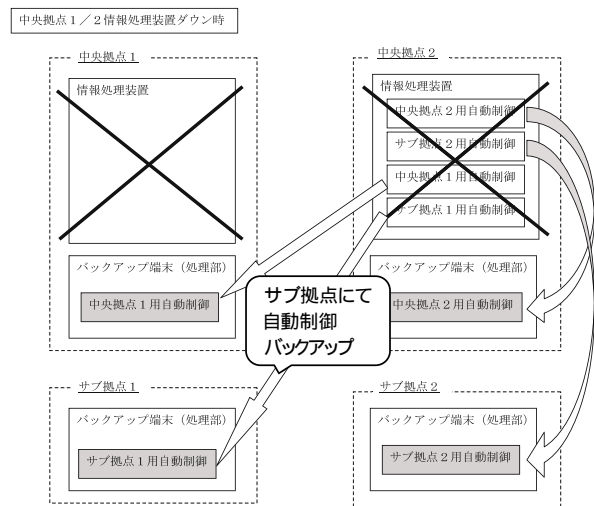 中央拠点１／２情報処理装置ダウン時
中央拠点１
情報処理装置
バックアップ端末（処理部）
中央拠点１用自動制御
中央拠点２
情報処理装置
中央拠点２用自動制御
サブ拠点２用自動制御
中央拠点１用自動制御
サブ拠点１用自動制御
バックアップ端末（処理部）
中央拠点２用自動制御
サブ拠点にて
自動制御
バックアップ
サブ拠点１
バックアップ端末（処理部）
サブ拠点１用自動制御
サブ拠点２
バックアップ端末（処理部）
サブ拠点２用自動制御